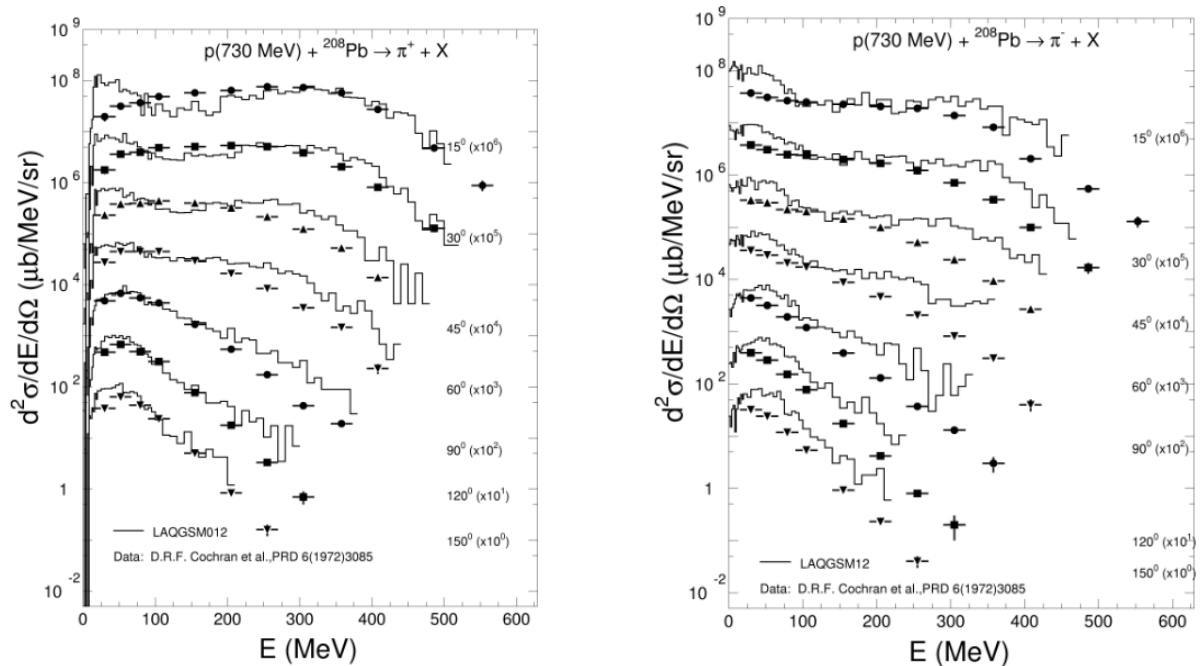 p(730 MeV) + ²⁰⁸Pb → π⁺ + X
10⁹
10⁸
10⁶
10⁴
10²
1
10⁻²
d²σ/dE/dΩ (μb/MeV/sr)
15⁰ (x10⁶)
30⁰ (x10⁵)
45⁰ (x10⁴)
60⁰ (x10³)
90⁰ (x10²)
120⁰ (x10¹)
150⁰ (x10⁰)
LAQGSM012
Data: D.R.F. Cochran et al.,PRD 6(1972)3085
0 100 200 300 400 500 600
E (MeV)
p(730 MeV) + ²⁰⁸Pb → π⁻ + X
10⁹
10⁸
10⁶
10⁴
10²
1
10⁻²
d²σ/dE/dΩ (μb/MeV/sr)
15⁰ (x10⁶)
30⁰ (x10⁵)
45⁰ (x10⁴)
60⁰ (x10³)
90⁰ (x10²)
120⁰ (x10¹)
150⁰ (x10⁰)
LAQGSM12
Data: D.R.F. Cochran et al.,PRD 6(1972)3085
0 100 200 300 400 500 600
E (MeV)